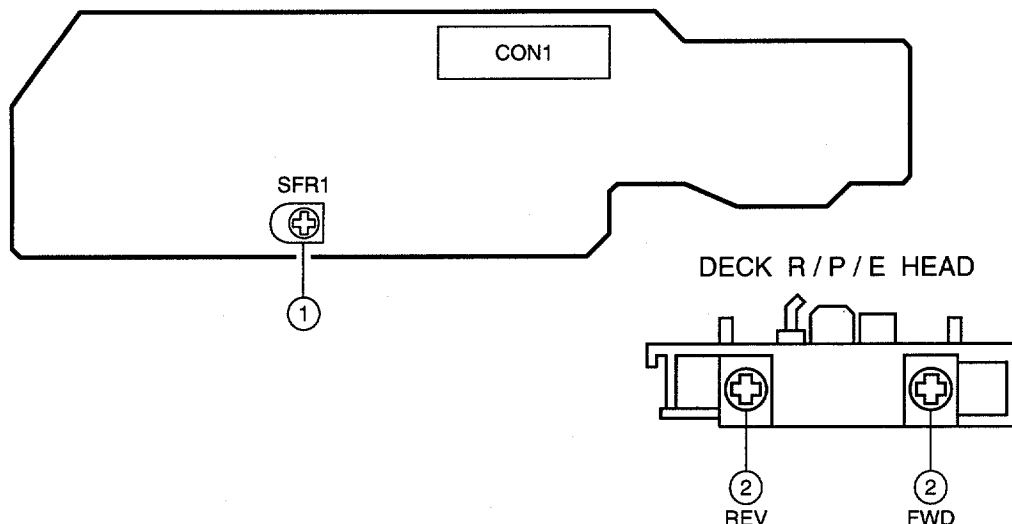 CON1
SFR1
1
DECK R / P / E HEAD
2 2
REV FWD